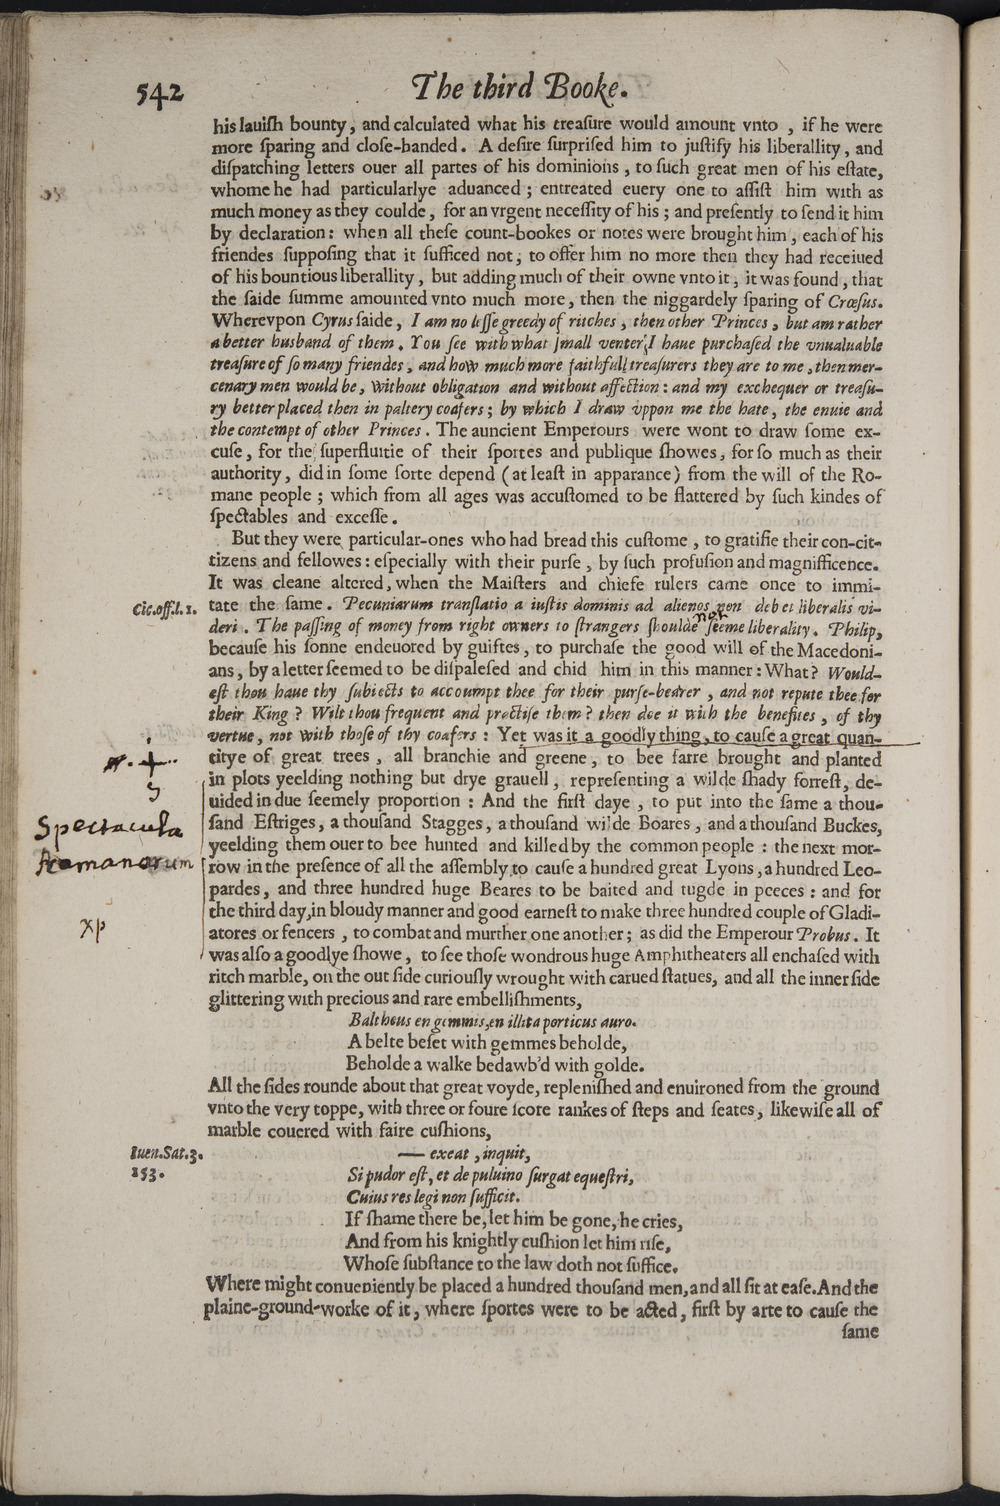 542 The third Booke.
his lauiſh bounty, and calculated what his treaſure would amount vnto , if he were
more ſparing and cloſe-handed. A deſire ſurpriſed him to juſtify his liberallity, and
diſpatching letters ouer all partes of his dominions , to ſuch great men of his eſtate,
whome he had particularlye aduanced ; entreated euery one to aſſiſt him with as
much money as they coulde, for an vrgent neceſſity of his ; and preſently to ſend it him
by declaration: when all theſe count-bookes or notes were brought him, each of his
friendes ſuppoſing that it ſufficed not, to offer him no more then they had receiued
of his bountious liberallity, but adding much of their owne vnto it, it was found, that
the ſaide ſumme amounted vnto much more, then the niggardely ſparing of Crœſus.
Wherevpon Cyrus ſaide, I am no leſſe greedy of ritches, then other Princes, but am rather
a better husband of them. You ſee with what ſmall venter I haue purchaſed the vnualuable
treaſure of ſo many friendes, and how much more faithfull treaſurers they are to me, then mer-
cenary men would be, without obligation and without affection: and my exchequer or treaſu-
ry better placed then in paltery coafers; by which I draw vppon me the hate, the enuie and
the contempt of other Princes. The auncient Emperours were wont to draw ſome ex-
cuſe, for the ſuperfluitie of their ſportes and publique ſhowes, for ſo much as their
authority, did in ſome ſorte depend (at leaſt in apparance) from the will of the Ro-
mane people ; which from all ages was accuſtomed to be flattered by ſuch kindes of
ſpectables and exceſſe.
But they were particular-ones who had bread this cuſtome, to gratifie their con-cit-
tizens and fellowes: eſpecially with their purſe, by ſuch profuſion and magnifficence.
It was cleane altered, when the Maiſters and chiefe rulers came once to immi-
Cic.off.l.1. tate the ſame. Pecuniarum tranſlatio a iuſtis dominis ad alienos non debet liberalis vi-
deri. The paſſing of money from right owners to ſtrangers ſhoulde not ſeeme liberality. Philip,
becauſe his ſonne endeuored by guiftes, to purchaſe the good will of the Macedoni-
ans, by a letter ſeemed to be diſpaleſed and chid him in this manner: What? Would-
eſt thou haue thy ſubiects to accoumpt thee for their purſe-bearer, and not repute thee for
their King? Wilt thou frequent and practiſe them? then doe it with the benefites, of thy
vertue, not with thoſe of thy coafers: Yet was it a goodly thing, to cauſe a great quan-
titye of great trees, all branchie and greene, to bee farre brought and planted
in plots yeelding nothing but drye grauell, repreſenting a wilde ſhady forreſt, de-
uided in due ſeemely proportion : And the firſt daye, to put into the ſame a thou-
Spectacula ſand Eſtriges, a thouſand Stagges, a thouſand wilde Boares, and a thouſand Buckes,
yeelding them ouer to bee hunted and killed by the common people : the next mor-
Romanorum row in the preſence of all the aſſembly to cauſe a hundred great Lyons, a hundred Leo-
pardes, and three hundred huge Beares to be baited and tugde in peeces : and for
the third day, in bloudy manner and good earneſt to make three hundred couple of Gladi-
xp atores or fencers, to combat and murther one another; as did the Emperour Probus. It
was alſo a goodlye ſhowe, to ſee thoſe wondrous huge Amphitheaters all enchaſed with
ritch marble, on the out ſide curiouſly wrought with carued ſtatues, and all the inner ſide
glittering with precious and rare embelliſhments,
Baltheus en gemmis, en illita porticus auro.
A belte beſet with gemmes beholde,
Beholde a walke bedawb'd with golde.
All the ſides rounde about that great voyde, repleniſhed and enuironed from the ground
vnto the very toppe, with three or foure ſcore rankes of ſteps and ſeates, likewiſe all of
marble couered with faire cuſhions,
Iuen.Sat.3. — exeat, inquit,
153. Si pudor eſt, et de puluino ſurgat equeſtri,
Cuius res legi non ſufficit.
If ſhame there be, let him be gone, he cries,
And from his knightly cuſhion let him riſe,
Whoſe ſubſtance to the law doth not ſuffice.
Where might conueniently be placed a hundred thouſand men, and all ſit at eaſe. And the
plaine-ground-worke of it, where ſportes were to be acted, firſt by arte to cauſe the
ſame